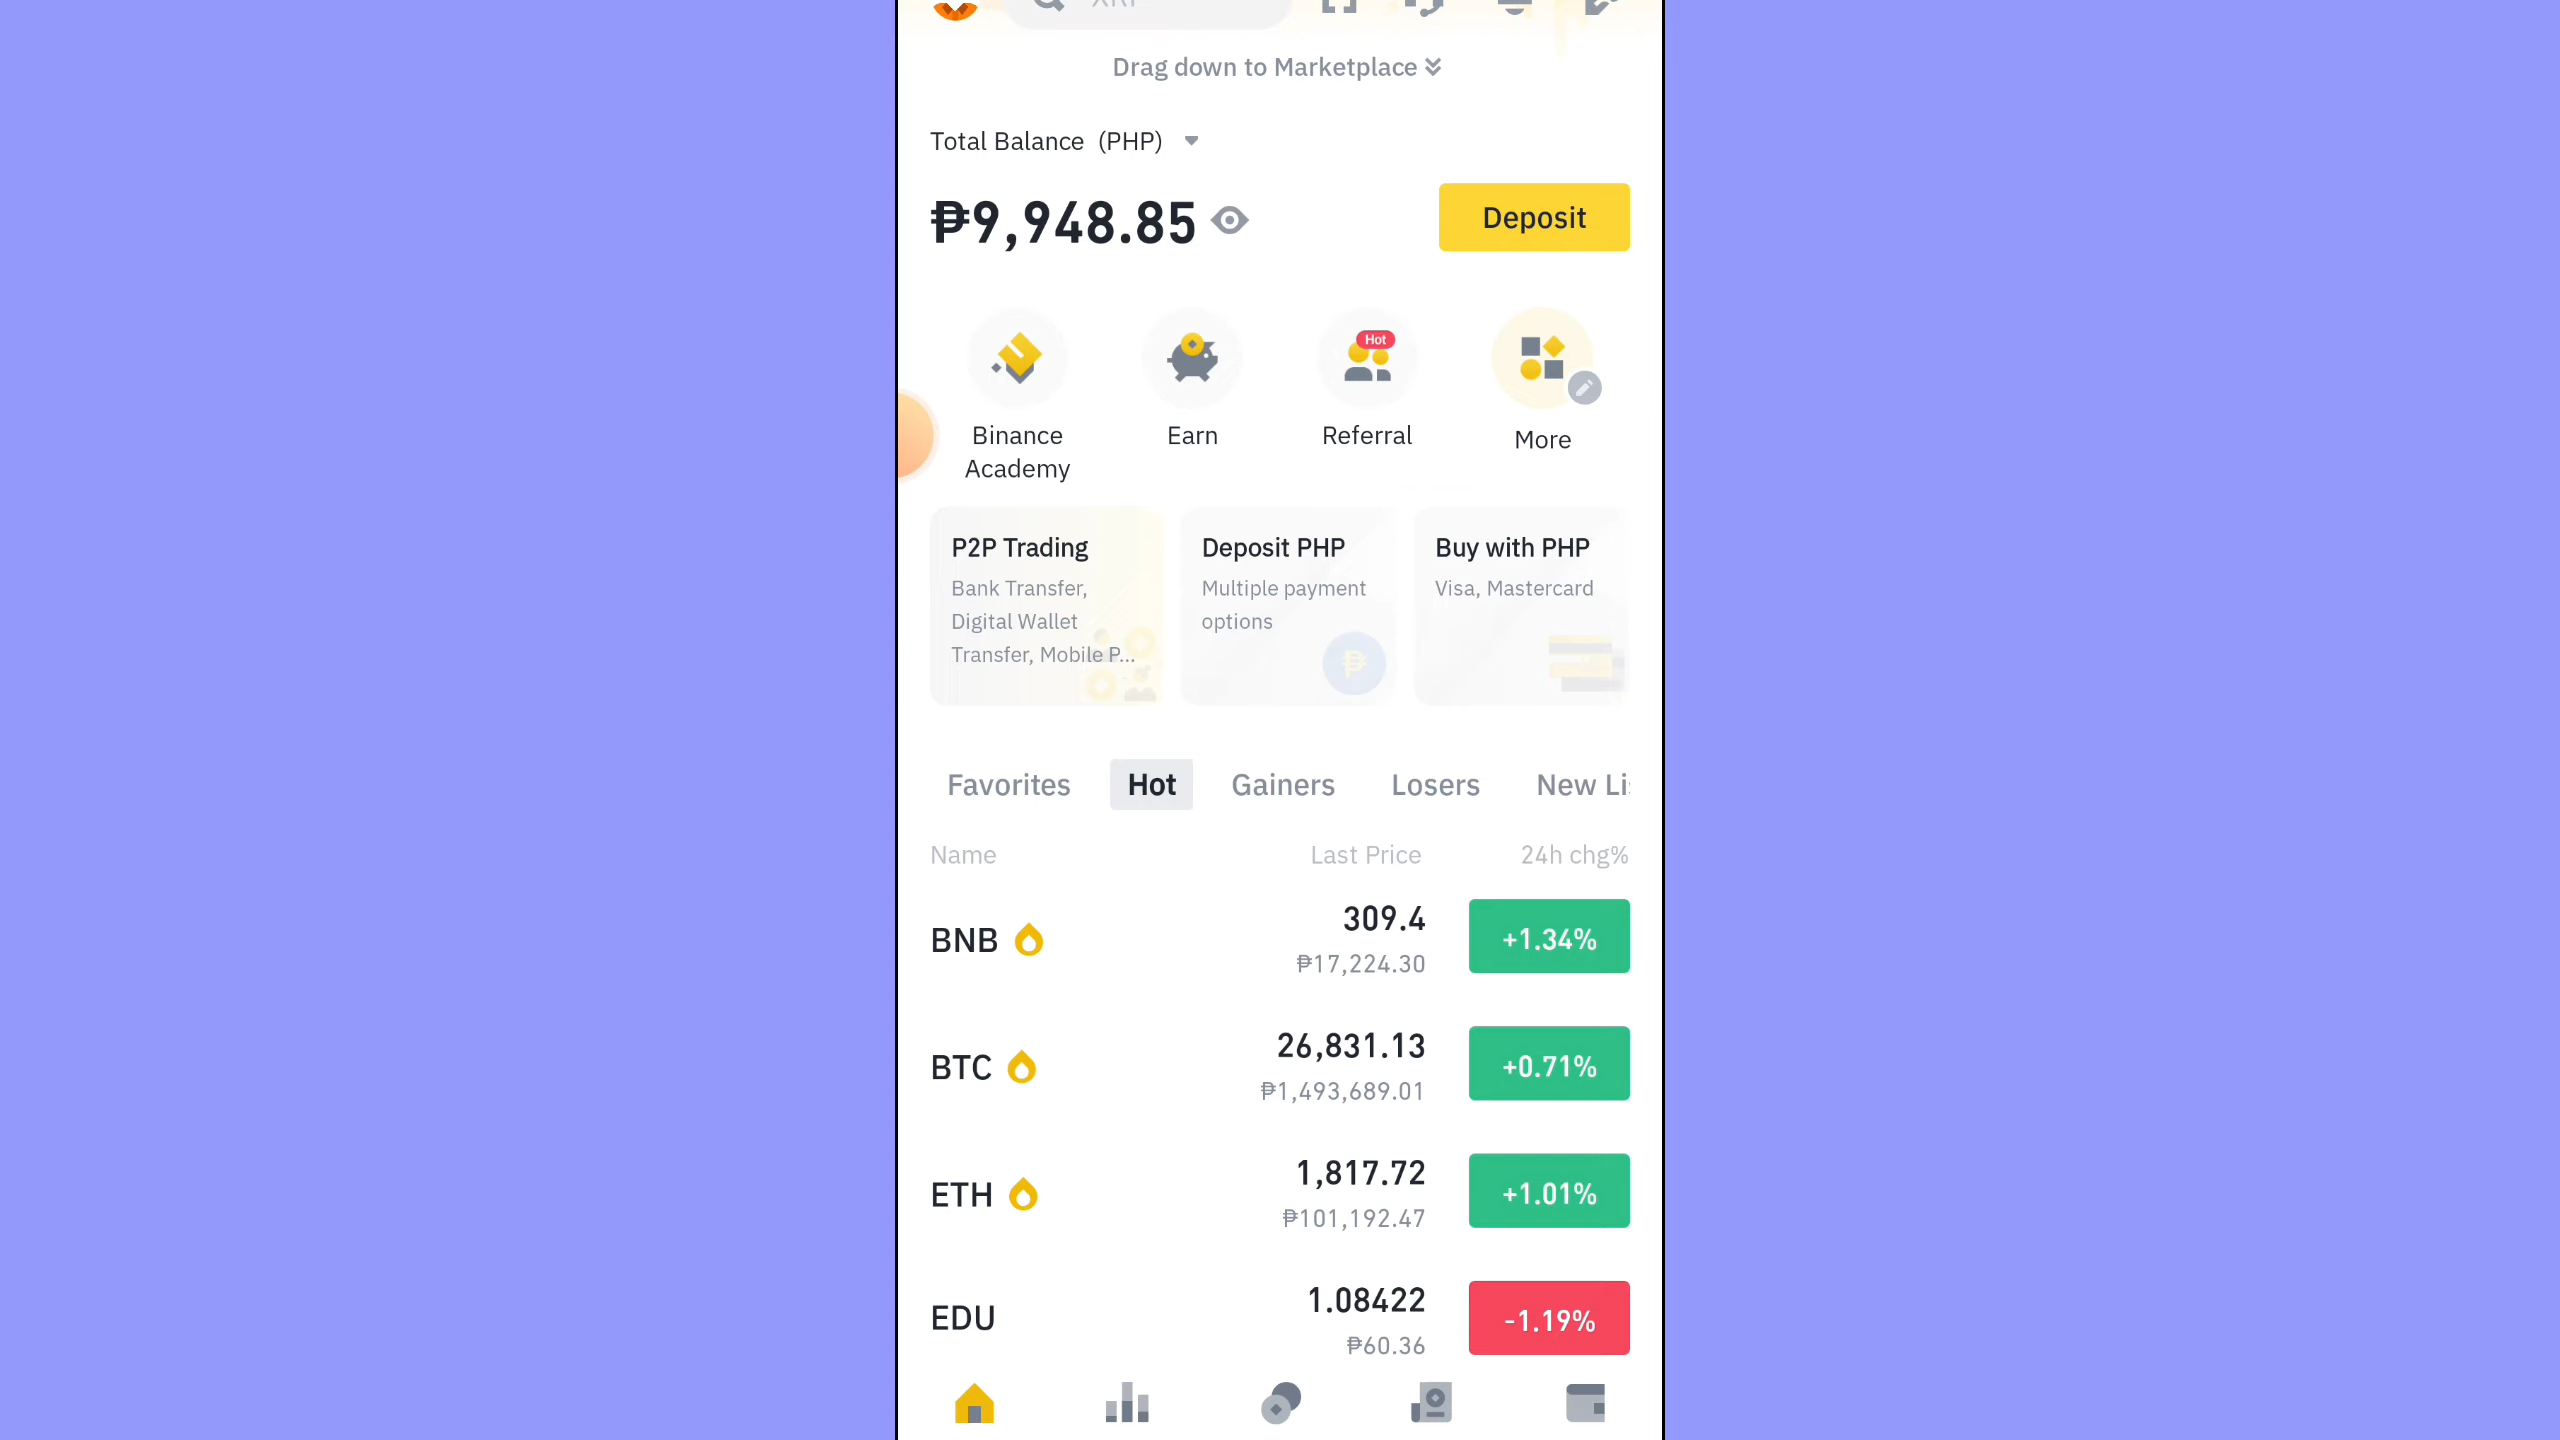 Drag down to Marketplace
Total Balance (PHP)
₱9,948.85
Deposit
Hot
Binance
Academy
Earn
Referral
More
P2P Trading
Bank Transfer,
Digital Wallet
Transfer, Mobile P...
Deposit PHP
Multiple payment
options
Buy with PHP
Visa, Mastercard
Favorites Hot Gainers Losers New Li
Name Last Price 24h chg%
BNB 309.4 +1.34%
₱17,224.30
BTC 26,831.13 +0.71%
₱1,493,689.01
ETH 1,817.72 +1.01%
₱101,192.47
EDU 1.08422 -1.19%
₱60.36